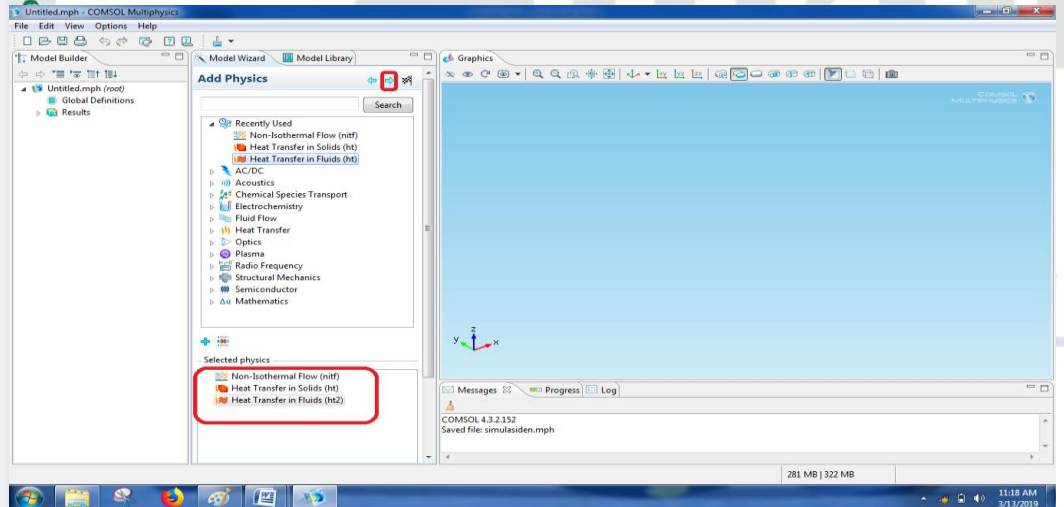 Untitled.mph - COMSOL Multiphysics
File Edit View Options Help
Model Builder
Untitled.mph (root)
Global Definitions
Results
Model Wizard Model Library
Add Physics
Search
Recently Used
Non-Isothermal Flow (nitf)
Heat Transfer in Solids (ht)
Heat Transfer in Fluids (ht)
AC/DC
Acoustics
Chemical Species Transport
Electrochemistry
Fluid Flow
Heat Transfer
Optics
Plasma
Radio Frequency
Structural Mechanics
Semiconductor
Δu Mathematics
Selected physics
Non-Isothermal Flow (nitf)
Heat Transfer in Solids (ht)
Heat Transfer in Fluids (ht2)
Graphics
COMSOL
MULTIPHYSICS
z
y x
Messages Progress Log
COMSOL 4.3.2.152
Saved file: simulasiden.mph
281 MB | 322 MB
11:18 AM
3/13/2019